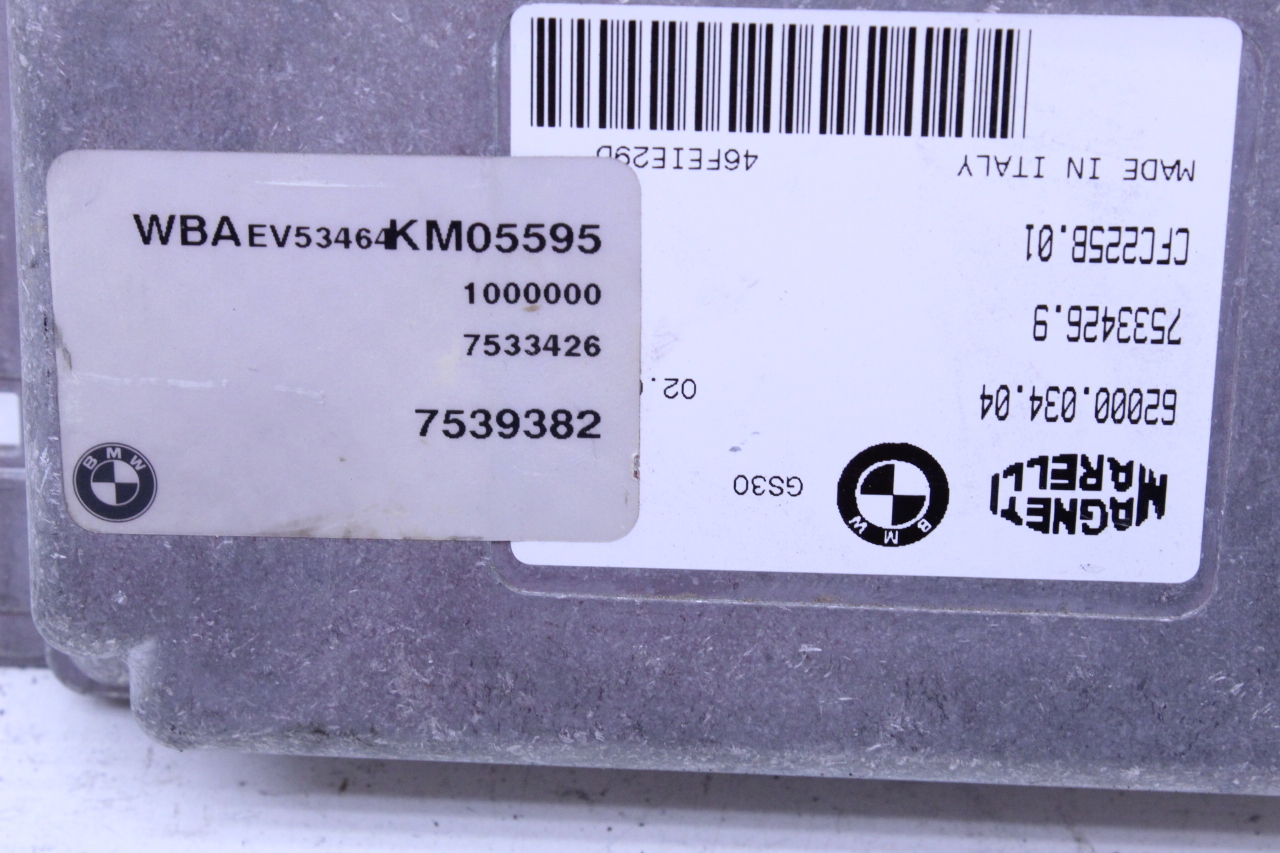 WBAEV53464KM05595
1000000
7533426
7539382
BMW
MAGNETI
MARELLI
BMW
GS30
62000.034.04
02.
7533426.9
CFC225B.01
MADE IN ITALY
46FEIE29D